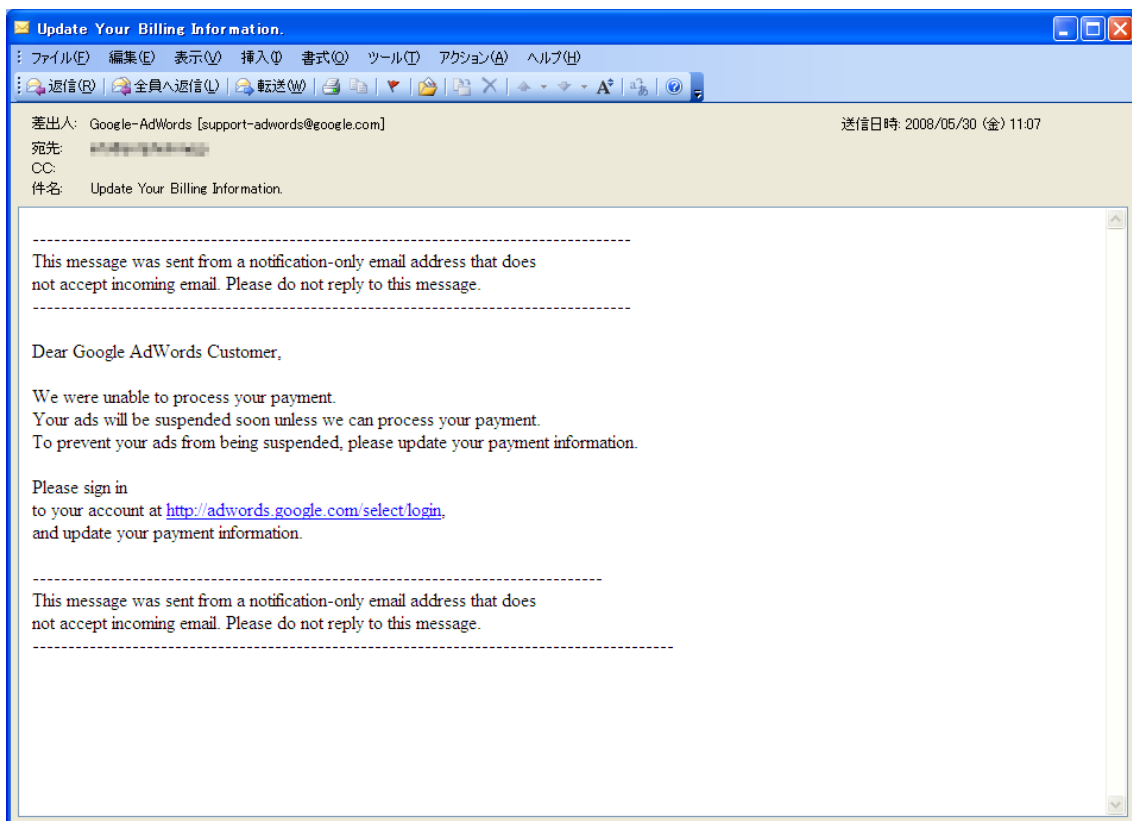 Update Your Billing Information.
ファイル(F) 編集(E) 表示(V) 挿入(I) 書式(O) ツール(T) アクション(A) ヘルプ(H)
返信(R) 全員へ返信(L) 転送(W)
差出人: Google-AdWords [support-adwords@google.com] 送信日時: 2008/05/30 (金) 11:07
宛先:
CC:
件名: Update Your Billing Information.
-----------------------------------------------------------------------------------
This message was sent from a notification-only email address that does
not accept incoming email. Please do not reply to this message.
-----------------------------------------------------------------------------------
Dear Google AdWords Customer,
We were unable to process your payment.
Your ads will be suspended soon unless we can process your payment.
To prevent your ads from being suspended, please update your payment information.
Please sign in
to your account at http://adwords.google.com/select/login,
and update your payment information.
-------------------------------------------------------------------------------
This message was sent from a notification-only email address that does
not accept incoming email. Please do not reply to this message.
-----------------------------------------------------------------------------------------